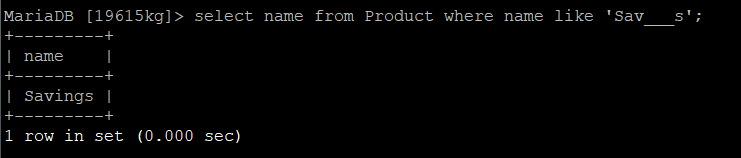 MariaDB [19615kg]> select name from Product where name like 'Sav___s';
+---------+
| name    |
+---------+
| Savings |
+---------+
1 row in set (0.000 sec)